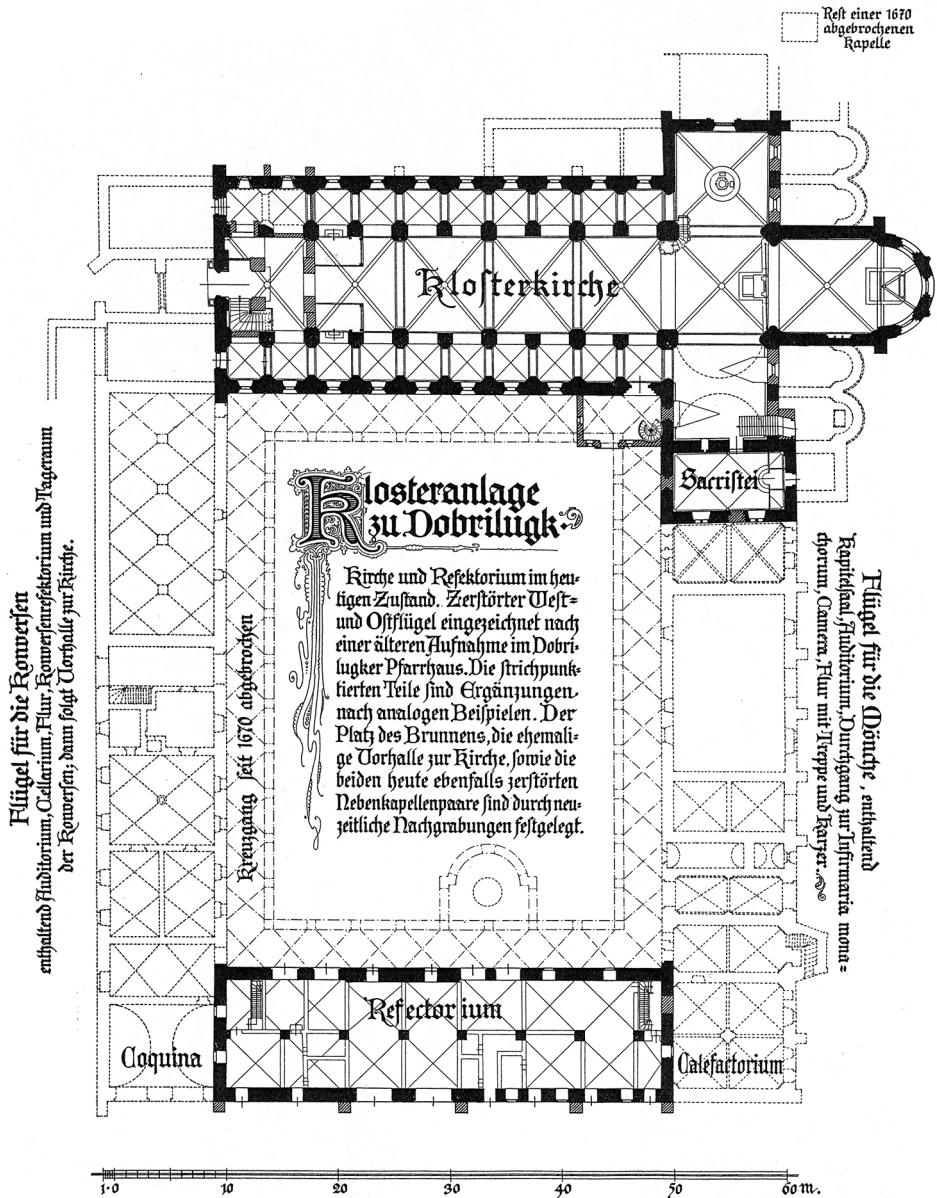 Rest einer 1670
abgebrochenen
Kapelle
Klosterkirche
Sacristei
Klosteranlage
zu Dobrilugk.
Kirche und Refektorium im heu-
tigen Zustand. Zerstörter West-
und Ostflügel eingezeichnet nach
einer älteren Aufnahme im Dobri-
lugker Pfarrhaus. Die strichpunk-
tierten Teile sind Ergänzungen
nach analogen Beispielen. Der
Platz des Brunnens, die ehemali-
ge Vorhalle zur Kirche, sowie die
beiden heute ebenfalls zerstörten
Nebenkapellenpaare sind durch neu-
zeitliche Nachgrabungen festgelegt.
Kreuzgang seit 1670 abgebrochen
Flügel für die Konversen
enthaltend Auditorium, Cellarium, Flur, Konversenrefektorium und Tageraum
der Konversen; dann folgt Vorhalle zur Kirche.
Flügel für die Mönche, enthaltend
Kapitelsaal, Auditorium, Durchgang zur Infirmaria mona-
chorum, Camera, Flur mit Treppe und Karzer.
Refectorium
Coquina
Calefactorium
1·0 10 20 30 40 50 60 m.